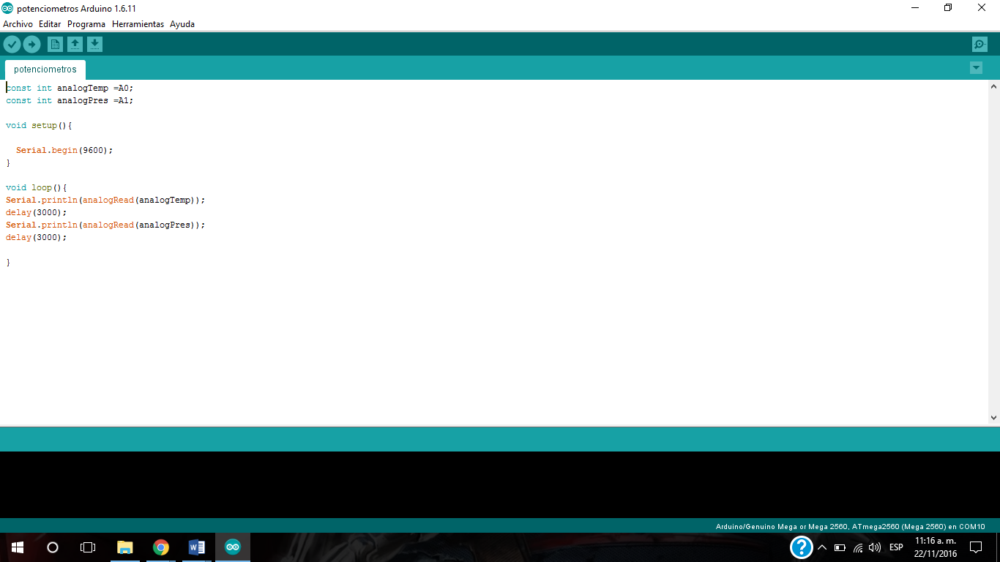 potenciometros Arduino 1.6.11
Archivo Editar Programa Herramientas Ayuda
potenciometros
const int analogTemp =A0;
const int analogPres =A1;
void setup(){
Serial.begin(9600);
}
void loop(){
Serial.println(analogRead(analogTemp));
delay(3000);
Serial.println(analogRead(analogPres));
delay(3000);
}
Arduino/Genuino Mega or Mega 2560, ATmega2560 (Mega 2560) en COM10
ESP
11:16 a. m.
22/11/2016